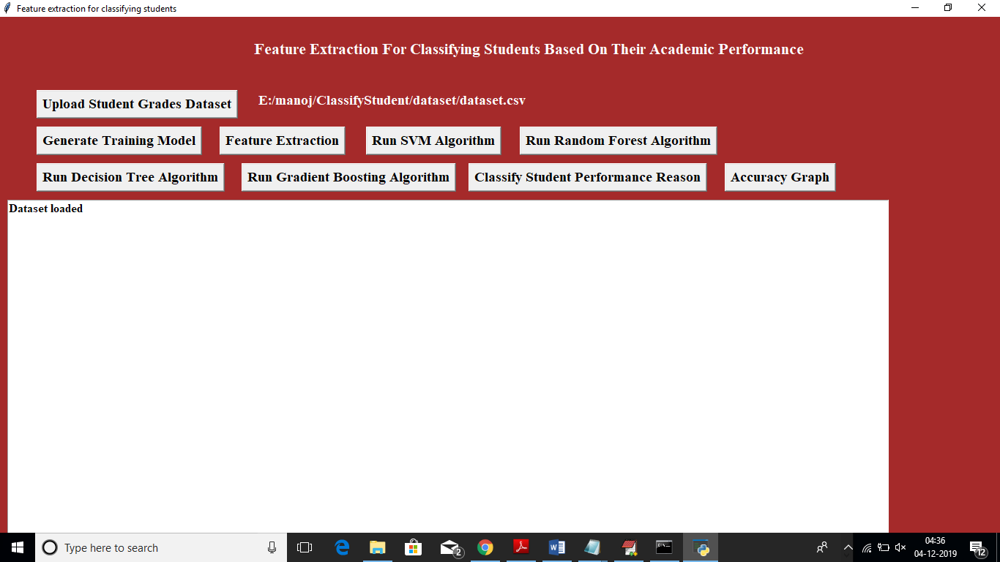 Feature extraction for classifying students
Feature Extraction For Classifying Students Based On Their Academic Performance
Upload Student Grades Dataset E:/manoj/ClassifyStudent/dataset/dataset.csv
Generate Training Model Feature Extraction Run SVM Algorithm Run Random Forest Algorithm
Run Decision Tree Algorithm Run Gradient Boosting Algorithm Classify Student Performance Reason Accuracy Graph
Dataset loaded
Type here to search 2 04:36 12
04-12-2019